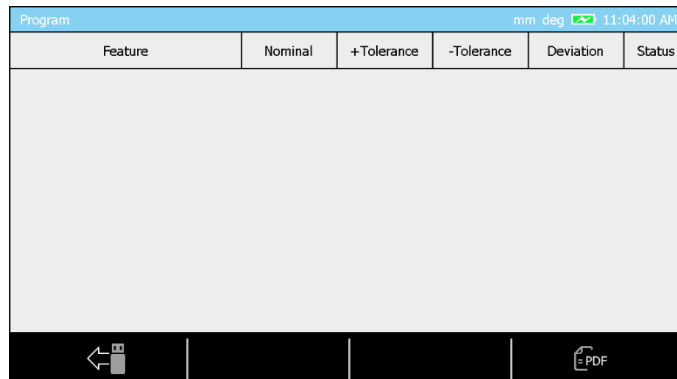 Program mm deg 11:04:00 AM
Feature Nominal +Tolerance -Tolerance Deviation Status
PDF